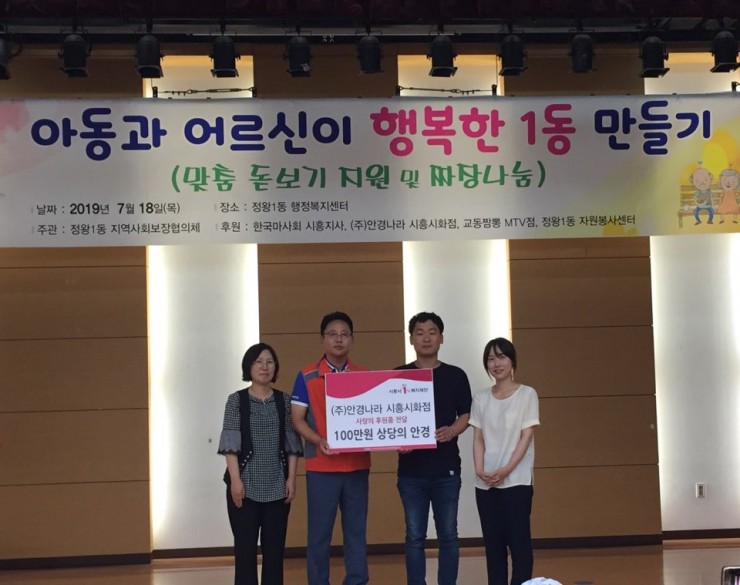 아동과 어르신이 행복한 1동 만들기
(맞춤 돋보기 지원 및 짜장나눔)
날짜 : 2019년 7월 18일(목) 장소 : 정왕1동 행정복지센터
주관 : 정왕1동 지역사회보장협의체 후원 : 한국마사회 시흥지사, (주)안경나라 시흥시화점, 교동짬뽕 MTV점, 정왕1동 자원봉사센터
시흥시 1% 복지재단
(주)안경나라 시흥시화점
사랑의 후원품 전달
100만원 상당의 안경